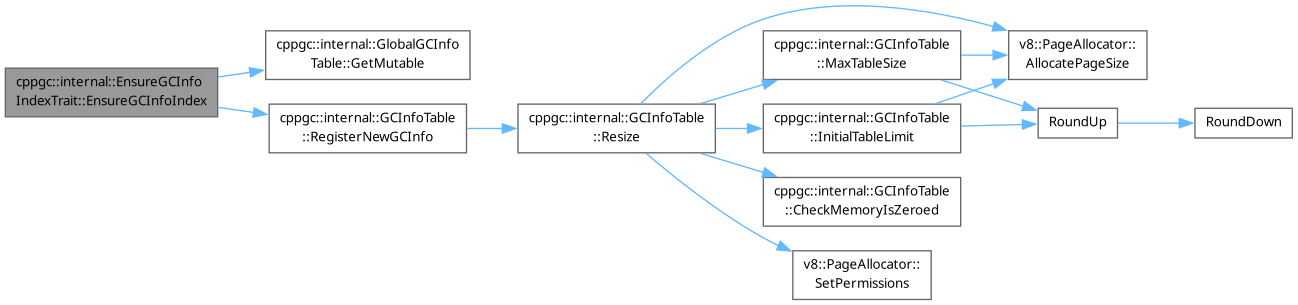 cppgc::internal::EnsureGCInfo
IndexTrait::EnsureGCInfoIndex
cppgc::internal::GlobalGCInfo
Table::GetMutable
cppgc::internal::GCInfoTable
::RegisterNewGCInfo
cppgc::internal::GCInfoTable
::Resize
cppgc::internal::GCInfoTable
::MaxTableSize
cppgc::internal::GCInfoTable
::InitialTableLimit
cppgc::internal::GCInfoTable
::CheckMemoryIsZeroed
v8::PageAllocator::
SetPermissions
v8::PageAllocator::
AllocatePageSize
RoundUp
RoundDown